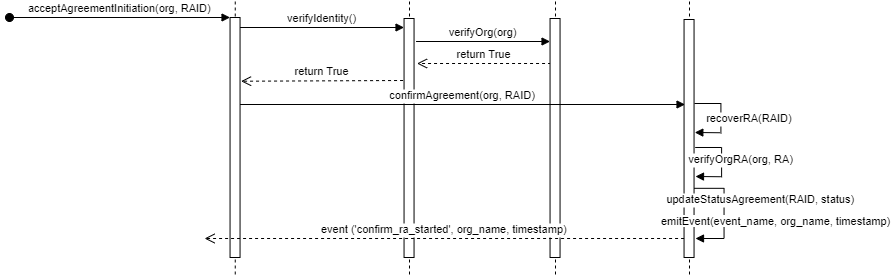 acceptAgreementInitiation(org, RAID)
verifyIdentity()
verifyOrg(org)
return True
return True
confirmAgreement(org, RAID)
recoverRA(RAID)
verifyOrgRA(org, RA)
updateStatusAgreement(RAID, status)
emitEvent(event_name, org_name, timestamp)
event ('confirm_ra_started', org_name, timestamp)